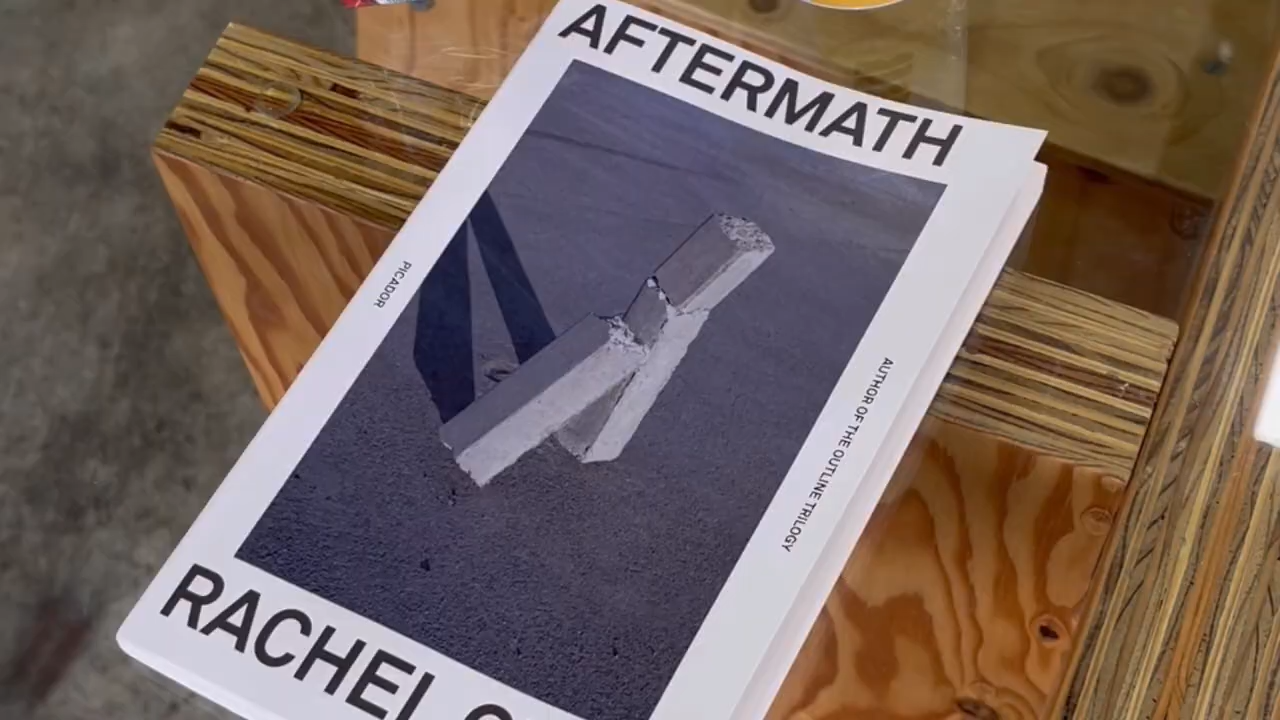 AFTERMATH
PICADOR
AUTHOR OF THE OUTLINE TRILOGY
RACHEL